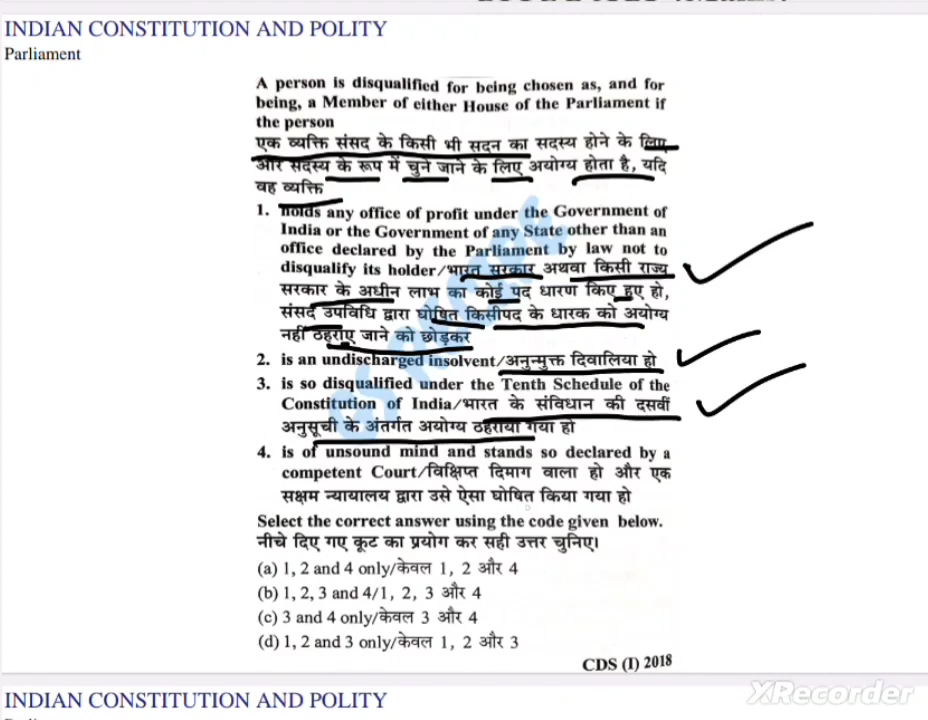 INDIAN CONSTITUTION AND POLITY
Parliament
A person is disqualified for being chosen as, and for
being, a Member of either House of the Parliament if
the person
एक व्यक्ति संसद के किसी भी सदन का सदस्य होने के लिए
और सदस्य के रूप में चुने जाने के लिए अयोग्य होता है, यदि
वह व्यक्ति
1. holds any office of profit under the Government of
India or the Government of any State other than an
office declared by the Parliament by law not to
disqualify its holder/भारत सरकार अथवा किसी राज्य
सरकार के अधीन लाभ का कोई पद धारण किए हुए हो,
संसद उपविधि द्वारा घोषित किसीपद के धारक को अयोग्य
नहीं ठहराए जाने को छोड़कर
2. is an undischarged insolvent/अनुन्मुक्त दिवालिया हो
3. is so disqualified under the Tenth Schedule of the
Constitution of India/भारत के संविधान की दसवीं
अनुसूची के अंतर्गत अयोग्य ठहराया गया हो
4. is of unsound mind and stands so declared by a
competent Court/विक्षिप्त दिमाग वाला हो और एक
सक्षम न्यायालय द्वारा उसे ऐसा घोषित किया गया हो
Select the correct answer using the code given below.
नीचे दिए गए कूट का प्रयोग कर सही उत्तर चुनिए।
(a) 1, 2 and 4 only/केवल 1, 2 और 4
(b) 1, 2, 3 and 4/1, 2, 3 और 4
(c) 3 and 4 only/केवल 3 और 4
(d) 1, 2 and 3 only/केवल 1, 2 और 3
CDS (I) 2018
XRecorder
INDIAN CONSTITUTION AND POLITY